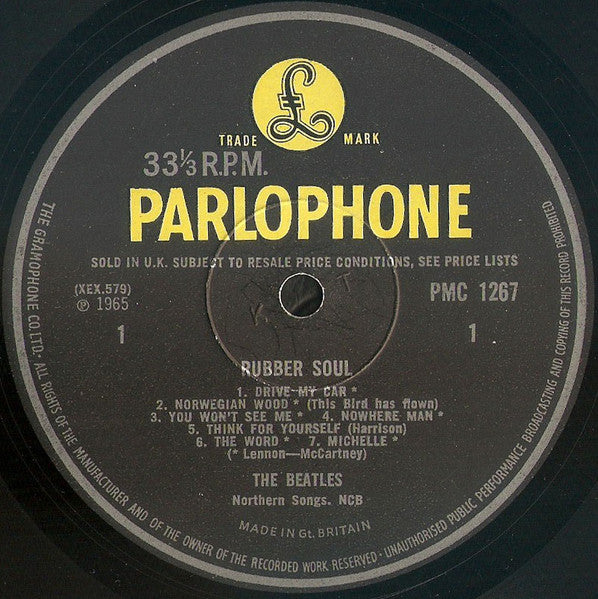 £
TRADE MARK
33⅓ R.P.M.
PARLOPHONE
SOLD IN U.K. SUBJECT TO RESALE PRICE CONDITIONS, SEE PRICE LISTS
(XEX.579)
℗ 1965
PMC 1267
1
1
RUBBER SOUL
1. DRIVE MY CAR *
2. NORWEGIAN WOOD * (This Bird has flown)
3. YOU WON'T SEE ME * 4. NOWHERE MAN *
5. THINK FOR YOURSELF (Harrison)
6. THE WORD * 7. MICHELLE *
(* Lennon—McCartney)
THE BEATLES
Northern Songs. NCB
MADE IN Gt. BRITAIN
THE GRAMOPHONE CO. LTD. ALL RIGHTS OF THE MANUFACTURER AND OF THE OWNER OF THE RECORDED WORK RESERVED · UNAUTHORISED PUBLIC PERFORMANCE BROADCASTING AND COPYING OF THIS RECORD PROHIBITED